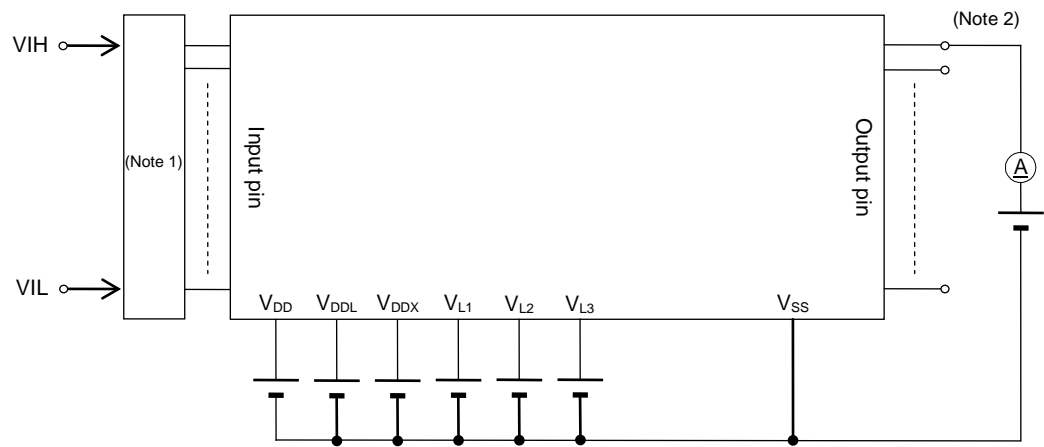 (Note 2)
VIH
(Note 1)
Input pin
Output pin
A
VIL
VDD VDDL VDDX VL1 VL2 VL3 VSS